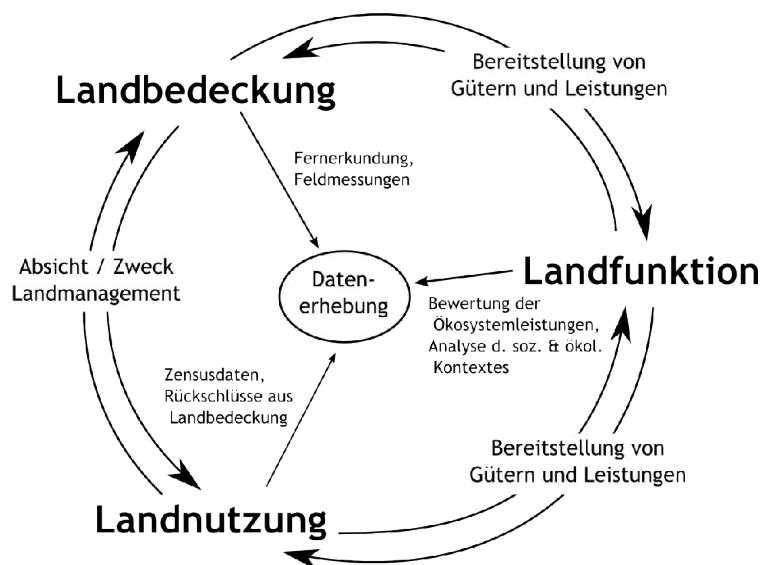 Bereitstellung von
Gütern und Leistungen
Landbedeckung
Fernerkundung,
Feldmessungen
Absicht / Zweck
Landmanagement
Daten-
erhebung
Landfunktion
Bewertung der
Ökosystemleistungen,
Analyse d. soz. & ökol.
Kontextes
Zensusdaten,
Rückschlüsse aus
Landbedeckung
Bereitstellung von
Gütern und Leistungen
Landnutzung